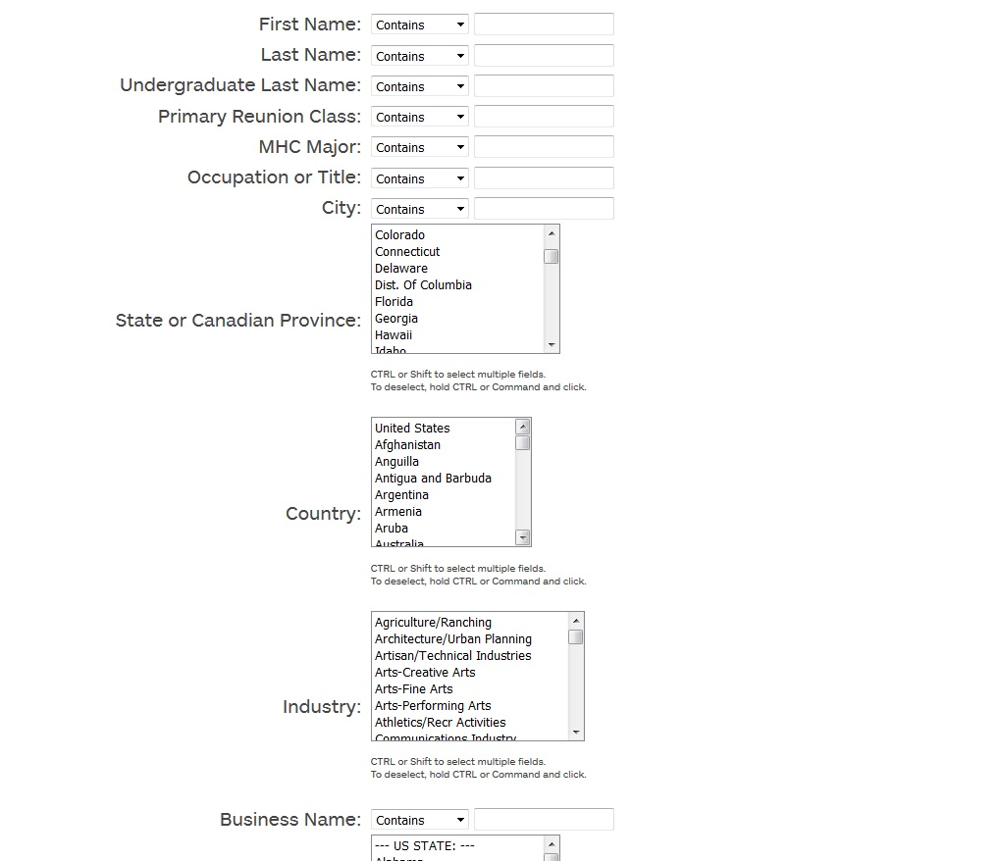 First Name: Contains
Last Name: Contains
Undergraduate Last Name: Contains
Primary Reunion Class: Contains
MHC Major: Contains
Occupation or Title: Contains
City: Contains
State or Canadian Province:
Colorado
Connecticut
Delaware
Dist. Of Columbia
Florida
Georgia
Hawaii
Idaho
CTRL or Shift to select multiple fields.
To deselect, hold CTRL or Command and click.
Country:
United States
Afghanistan
Anguilla
Antigua and Barbuda
Argentina
Armenia
Aruba
Australia
CTRL or Shift to select multiple fields.
To deselect, hold CTRL or Command and click.
Industry:
Agriculture/Ranching
Architecture/Urban Planning
Artisan/Technical Industries
Arts-Creative Arts
Arts-Fine Arts
Arts-Performing Arts
Athletics/Recr Activities
Communications Industry
CTRL or Shift to select multiple fields.
To deselect, hold CTRL or Command and click.
Business Name: Contains
--- US STATE: ---
Alabama